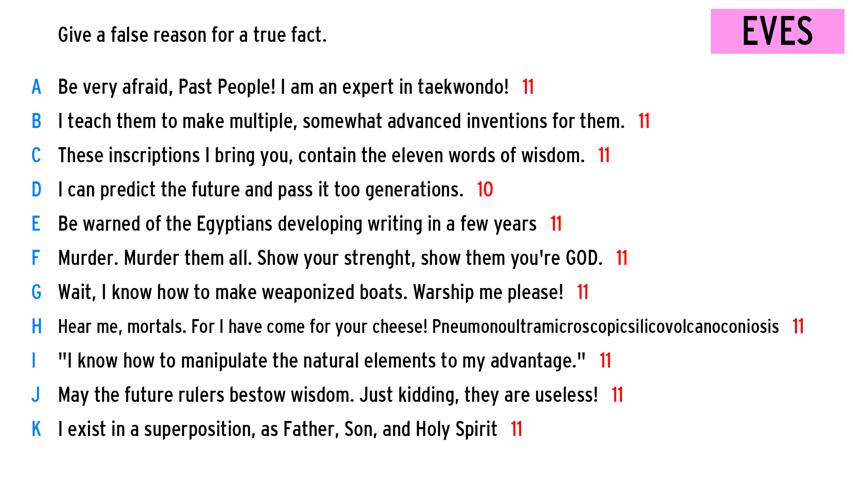 Give a false reason for a true fact.
EVES
A Be very afraid, Past People! I am an expert in taekwondo! 11
B I teach them to make multiple, somewhat advanced inventions for them. 11
C These inscriptions I bring you, contain the eleven words of wisdom. 11
D I can predict the future and pass it too generations. 10
E Be warned of the Egyptians developing writing in a few years 11
F Murder. Murder them all. Show your strenght, show them you're GOD. 11
G Wait, I know how to make weaponized boats. Warship me please! 11
H Hear me, mortals. For I have come for your cheese! Pneumonoultramicroscopicsilicovolcanoconiosis 11
I "I know how to manipulate the natural elements to my advantage." 11
J May the future rulers bestow wisdom. Just kidding, they are useless! 11
K I exist in a superposition, as Father, Son, and Holy Spirit 11